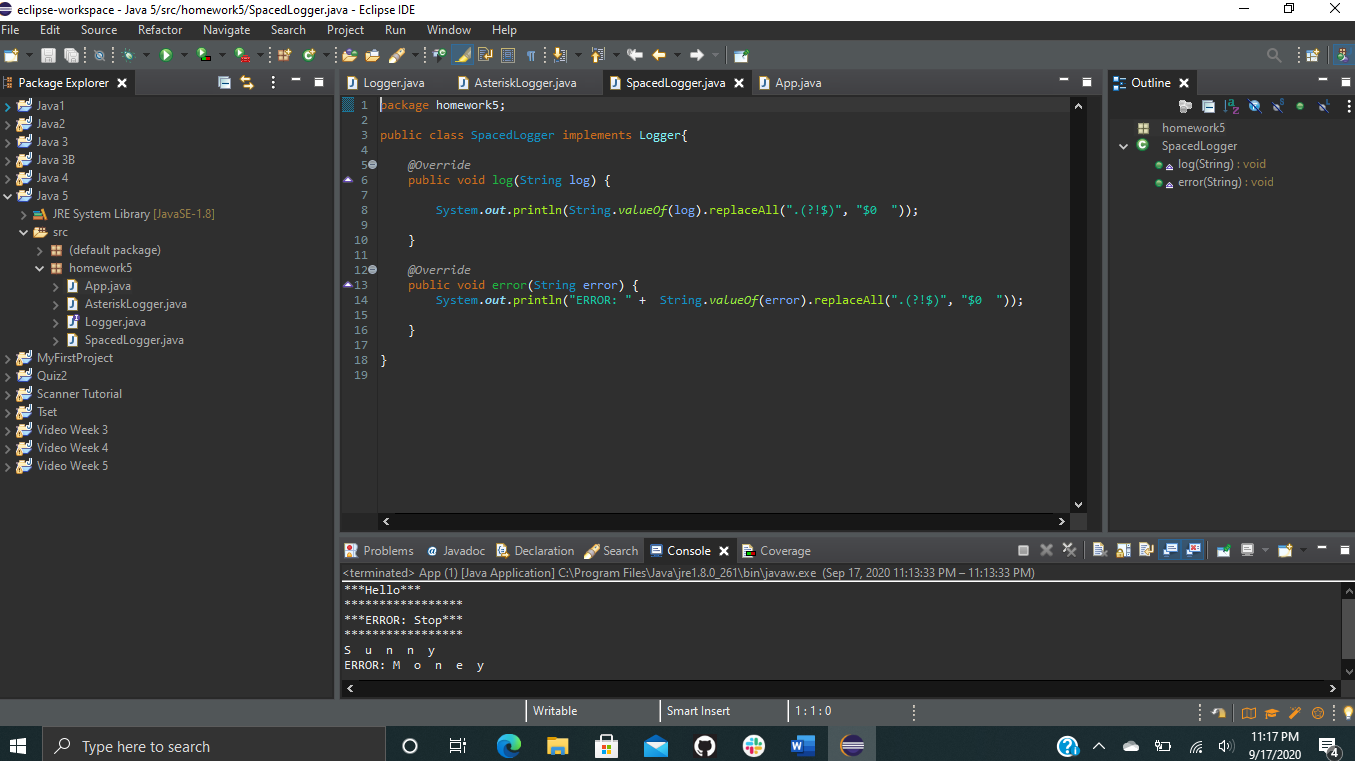 eclipse-workspace - Java 5/src/homework5/SpacedLogger.java - Eclipse IDE
File Edit Source Refactor Navigate Search Project Run Window Help
Package Explorer
Java1
Java2
Java 3
Java 3B
Java 4
Java 5
JRE System Library [JavaSE-1.8]
src
(default package)
homework5
App.java
AsteriskLogger.java
Logger.java
SpacedLogger.java
MyFirstProject
Quiz2
Scanner Tutorial
Tset
Video Week 3
Video Week 4
Video Week 5
Logger.java AsteriskLogger.java SpacedLogger.java App.java
1 package homework5;
2
3 public class SpacedLogger implements Logger{
4
5 @Override
6 public void log(String log) {
7
8 System.out.println(String.valueOf(log).replaceAll(".(?!$)", "$0  "));
9
10 }
11
12 @Override
13 public void error(String error) {
14 System.out.println("ERROR: " +  String.valueOf(error).replaceAll(".(?!$)", "$0  "));
15
16 }
17
18 }
19
Outline
homework5
SpacedLogger
log(String) : void
error(String) : void
Problems Javadoc Declaration Search Console Coverage
<terminated> App (1) [Java Application] C:\Program Files\Java\jre1.8.0_261\bin\javaw.exe (Sep 17, 2020 11:13:33 PM – 11:13:33 PM)
***Hello***
*****************
***ERROR: Stop***
*****************
S  u  n  n  y
ERROR: M  o  n  e  y
Writable Smart Insert 1 : 1 : 0
Type here to search
11:17 PM
9/17/2020
4